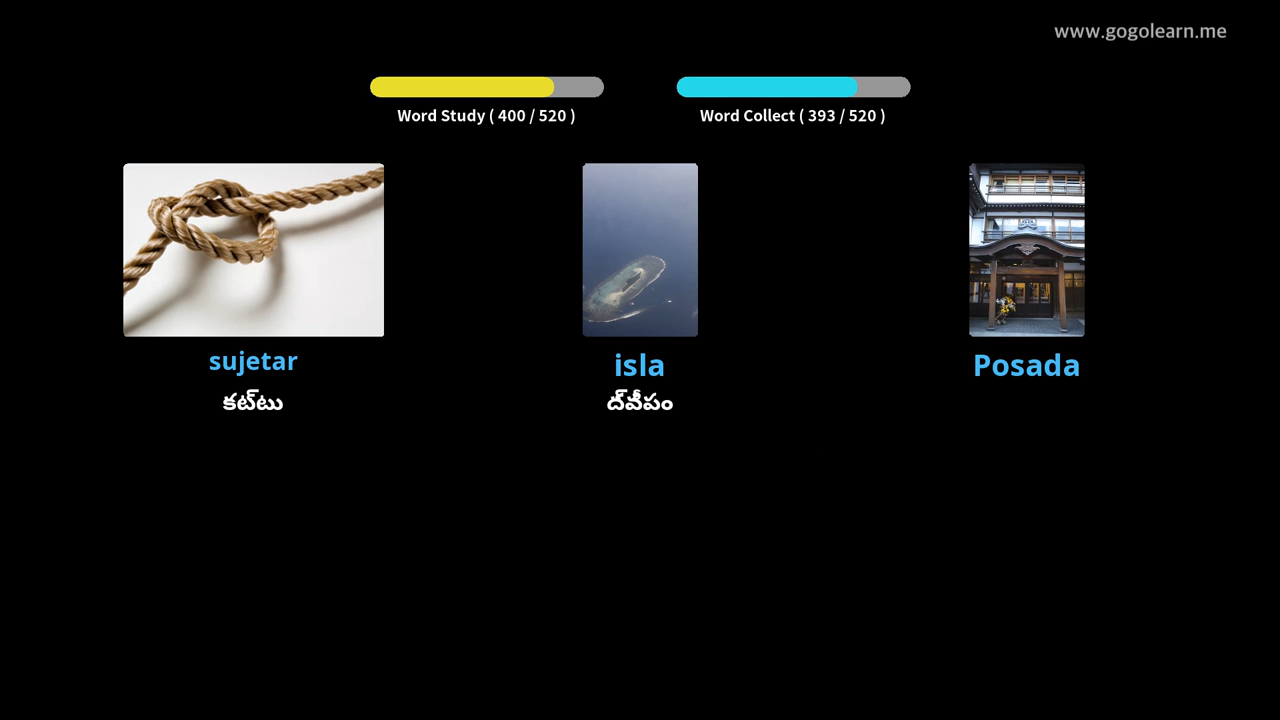 www.gogolearn.me
Word Study ( 400 / 520 )
Word Collect ( 393 / 520 )
sujetar
isla
Posada
కట్టు
ద్వీపం